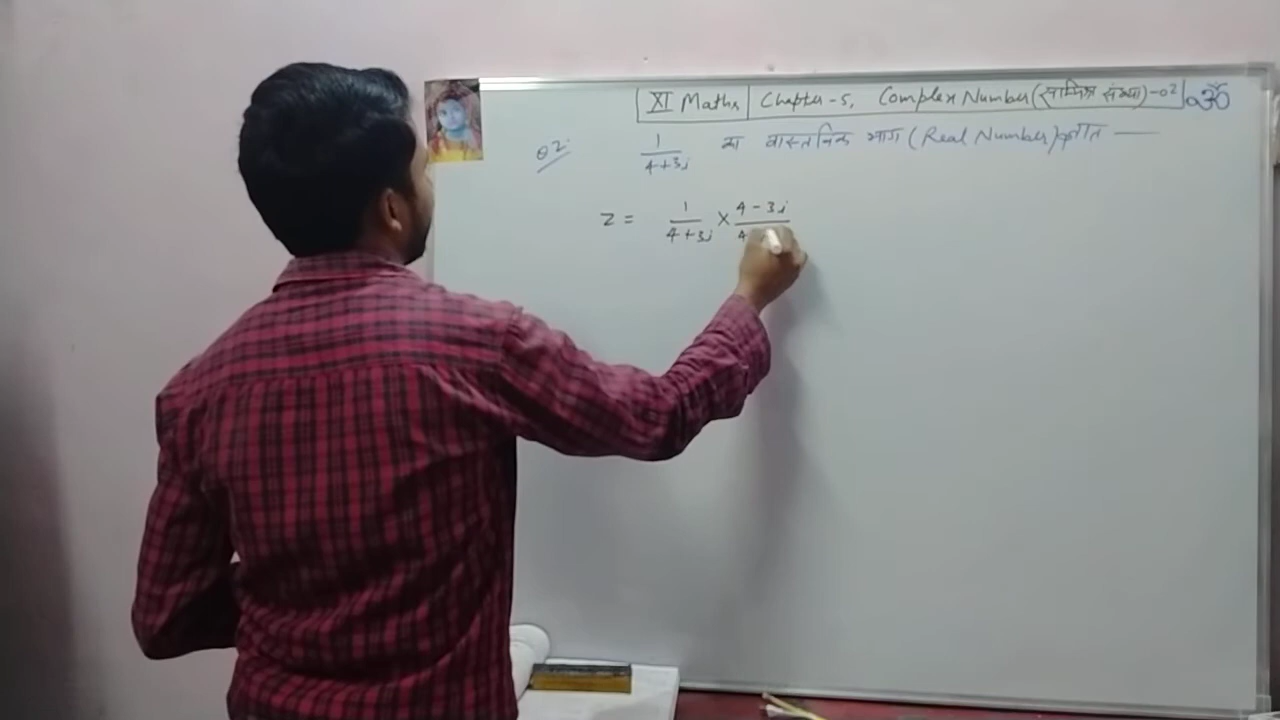 XI Maths | Chapter-5, Complex Number (सम्मिश्र संख्या)-02 ॐ
Q2: 1/(4+3i) का वास्तविक भाग (Real Number) ज्ञात —
Z = 1/(4+3i) × (4-3i)/4